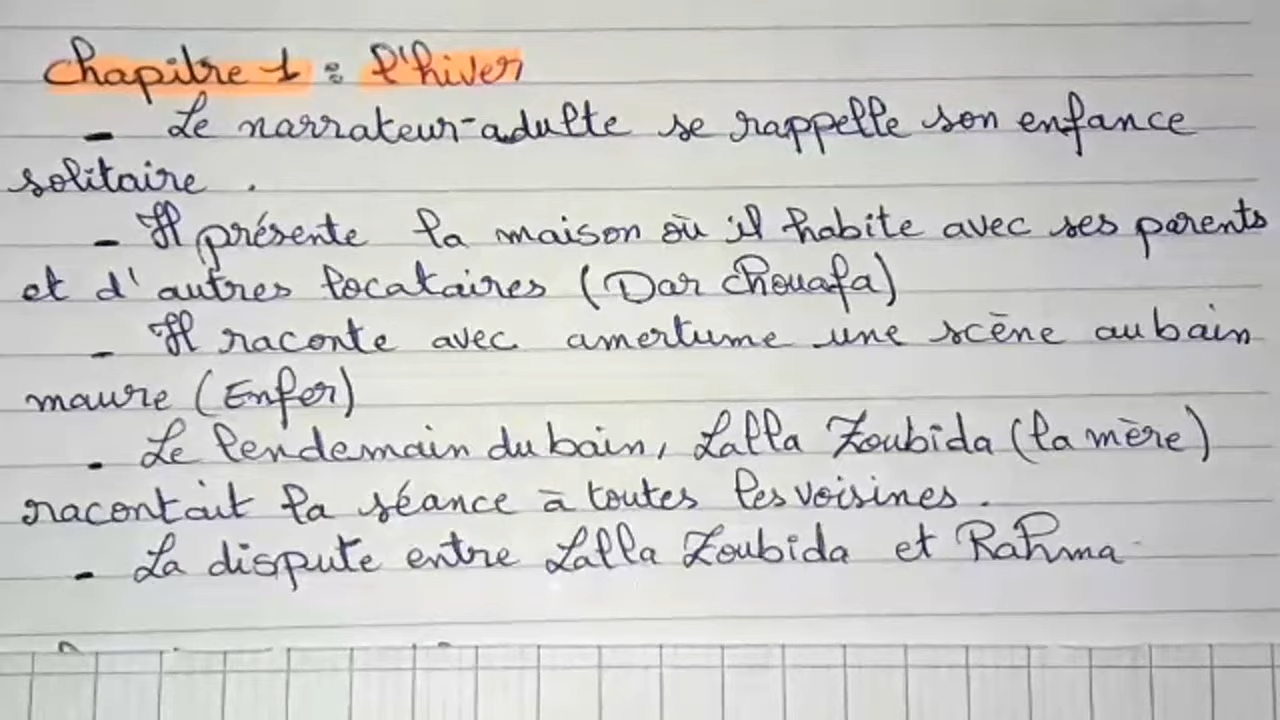 Chapitre 1 : l'hiver
- Le narrateur-adulte se rappelle son enfance
solitaire .
- Il présente la maison où il habite avec ses parents
et d'autres locataires (Dar chouafa)
- Il raconte avec amertume une scène au bain
maure (Enfer)
- Le lendemain du bain, Lalla Zoubida (la mère)
racontait la séance à toutes les voisines .
- La dispute entre Lalla Zoubida et Rahma